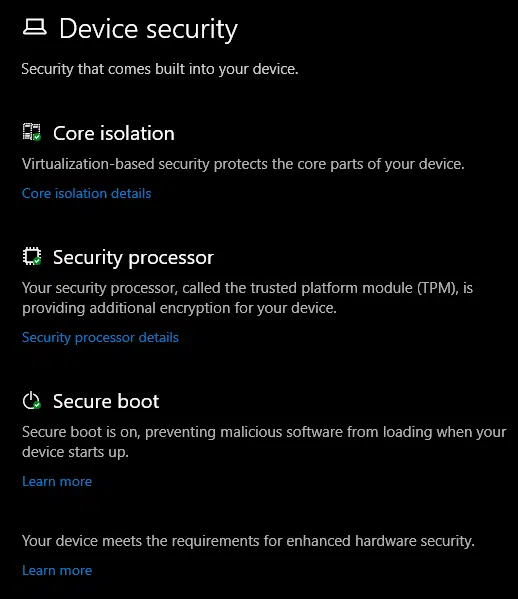 Device security
Security that comes built into your device.
Core isolation
Virtualization-based security protects the core parts of your device.
Core isolation details
Security processor
Your security processor, called the trusted platform module (TPM), is
providing additional encryption for your device.
Security processor details
Secure boot
Secure boot is on, preventing malicious software from loading when your
device starts up.
Learn more
Your device meets the requirements for enhanced hardware security.
Learn more